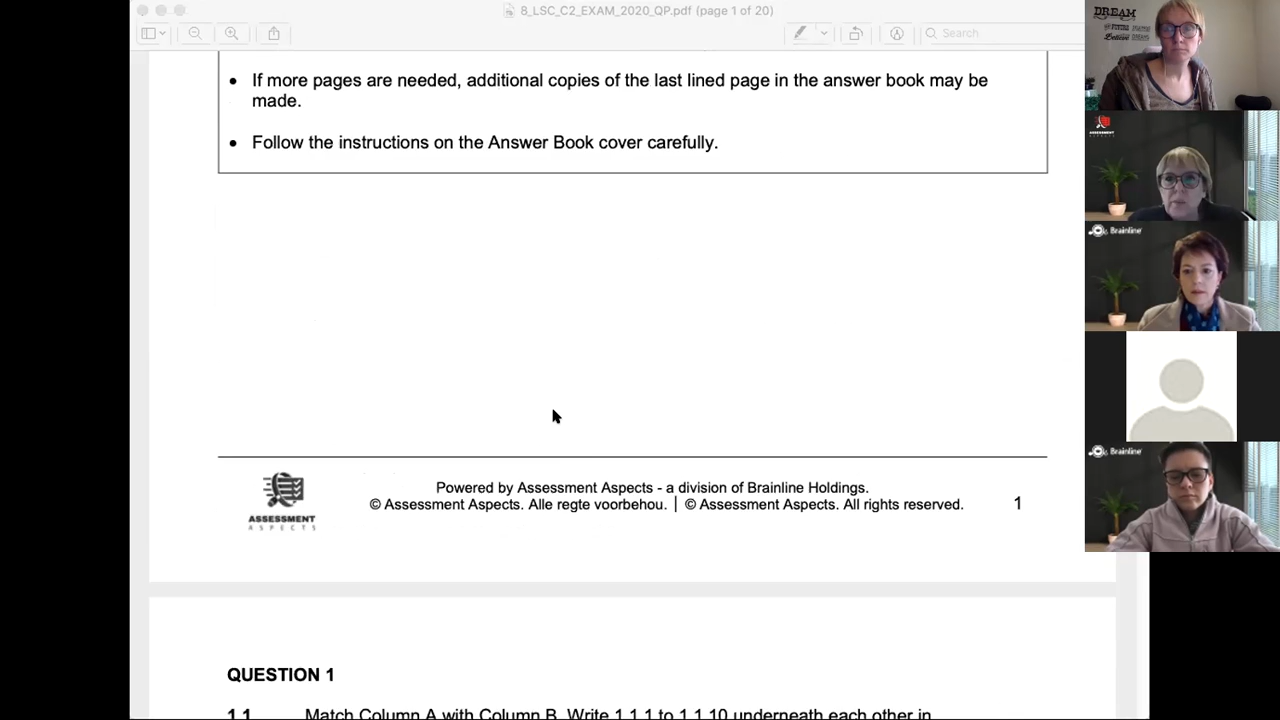 8_LSC_C2_EXAM_2020_QP.pdf (page 1 of 20)
Search
• If more pages are needed, additional copies of the last lined page in the answer book may be
made.
• Follow the instructions on the Answer Book cover carefully.
Powered by Assessment Aspects - a division of Brainline Holdings.
© Assessment Aspects. Alle regte voorbehou. | © Assessment Aspects. All rights reserved.
1
ASSESSMENT
ASPECTS
QUESTION 1
1.1 Match Column A with Column B. Write 1.1.1 to 1.1.10 underneath each other in
DREAM
Believe
ASSESSMENT
Brainline
Brainline